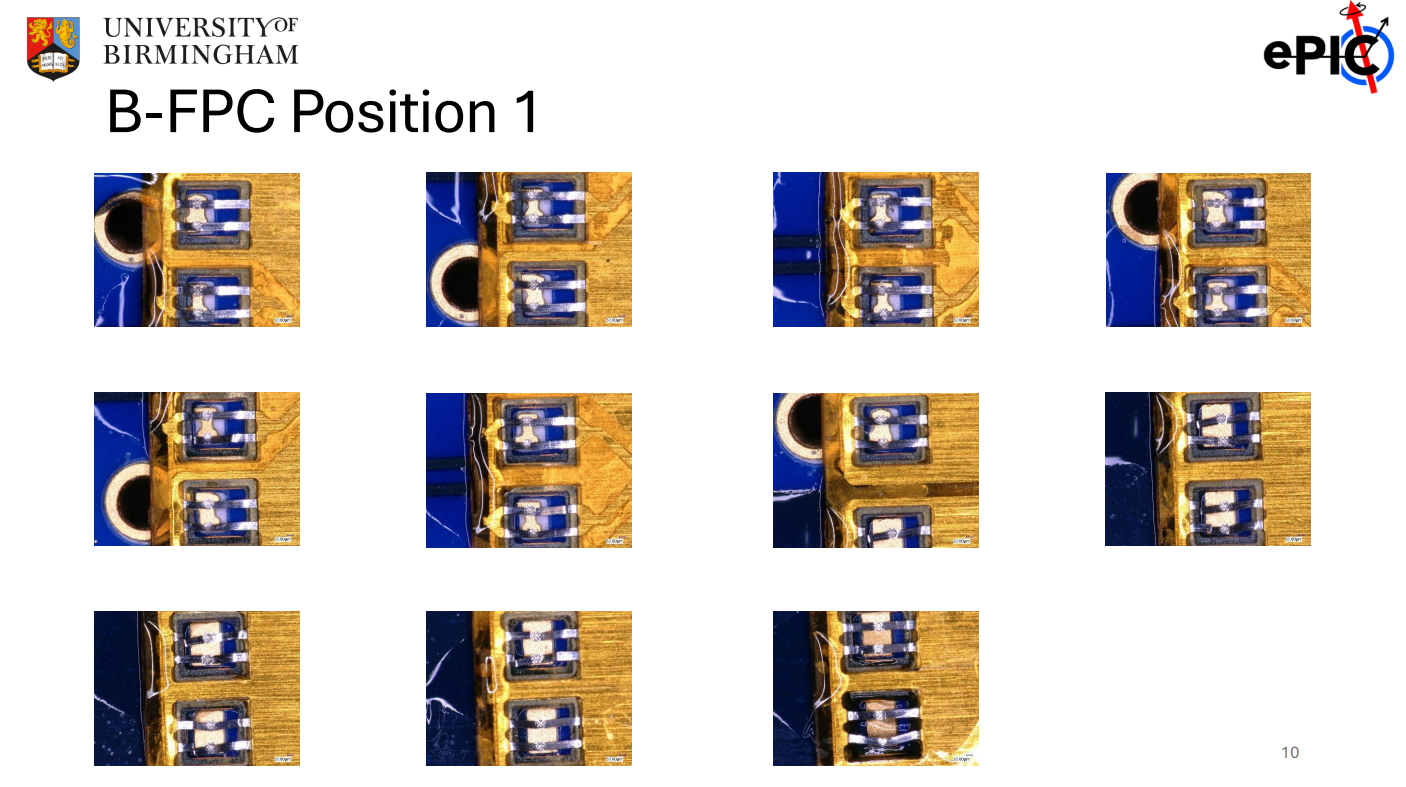 UNIVERSITY OF
BIRMINGHAM
ePIC
B-FPC Position 1
10